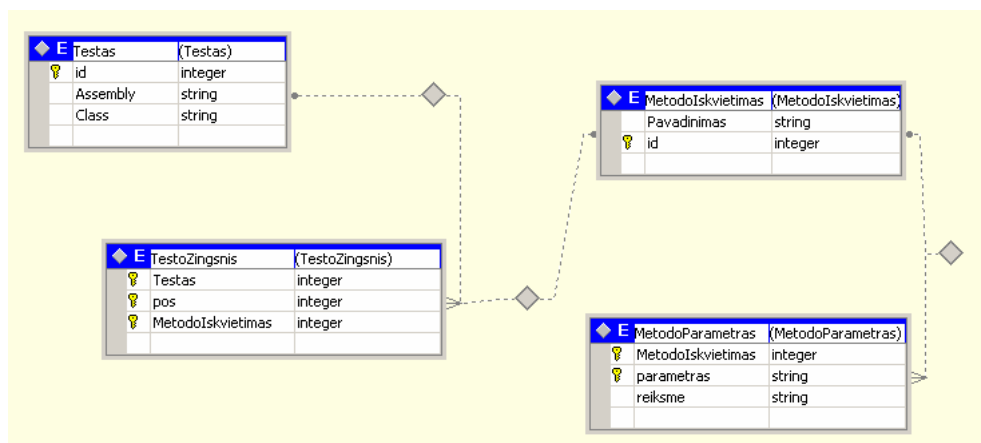 E Testas (Testas)
id integer
Assembly string
Class string
E MetodoIskvietimas (MetodoIskvietimas)
Pavadinimas string
id integer
E TestoZingsnis (TestoZingsnis)
Testas integer
pos integer
MetodoIskvietimas integer
E MetodoParametras (MetodoParametras)
MetodoIskvietimas integer
parametras string
reiksme string